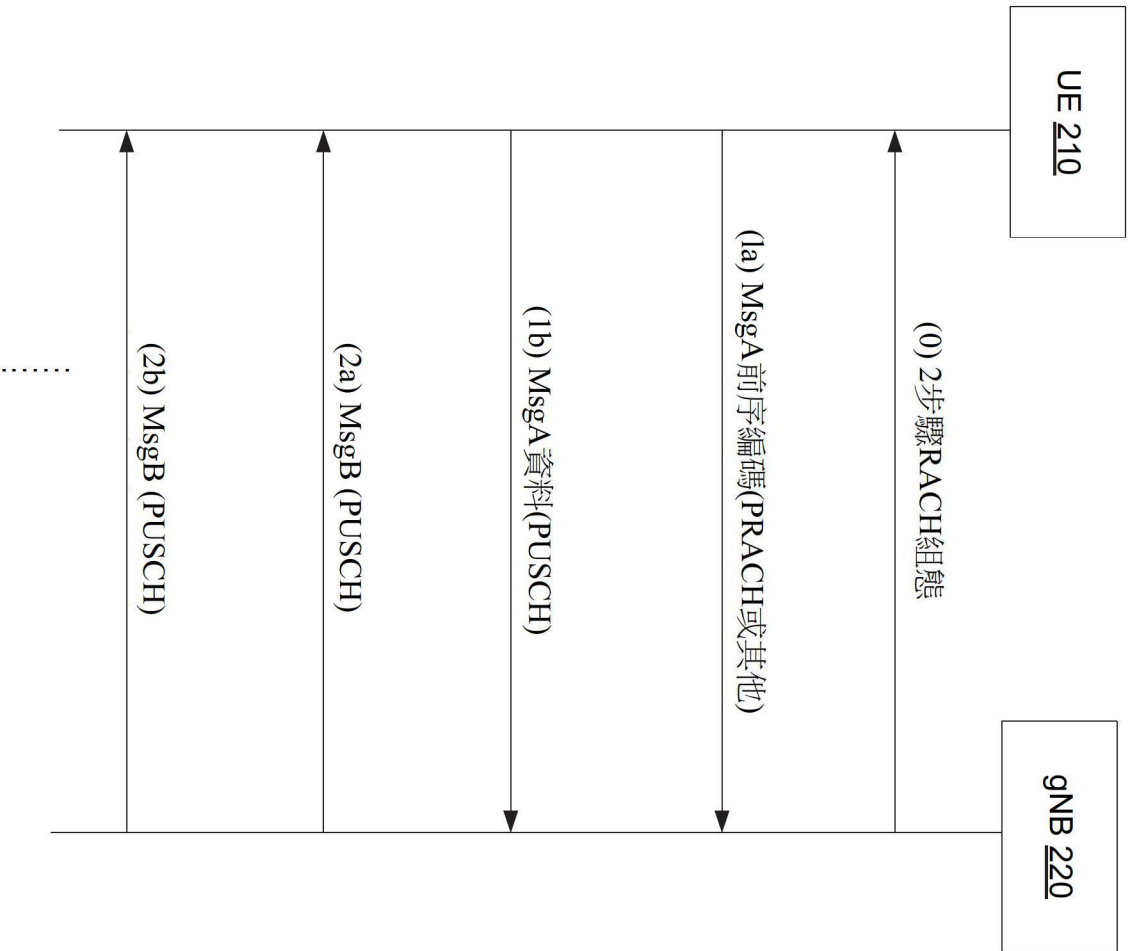 UE 210
gNB 220
(0) 2步驟RACH組態
(la) MsgA前序編碼(PRACH或其他)
(1b) MsgA資料(PUSCH)
(2a) MsgB (PUSCH)
(2b) MsgB (PUSCH)